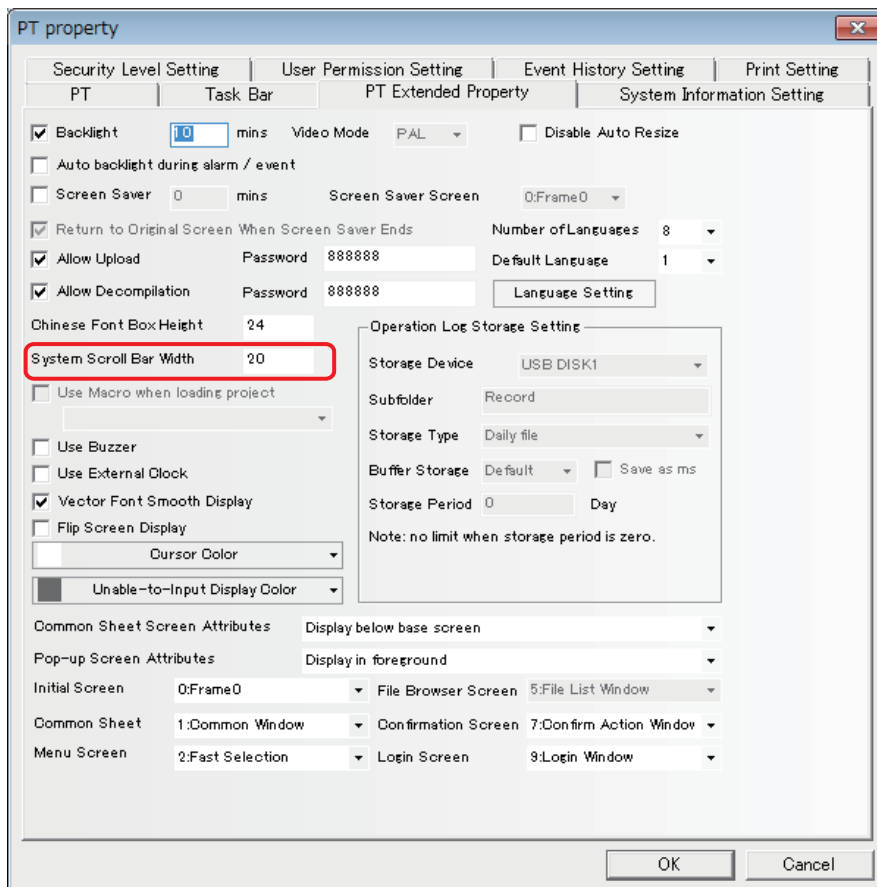 PT property
Security Level Setting User Permission Setting Event History Setting Print Setting
PT Task Bar PT Extended Property System Information Setting
Backlight 10 mins Video Mode PAL Disable Auto Resize
Auto backlight during alarm / event
Screen Saver 0 mins Screen Saver Screen 0:Frame0
Return to Original Screen When Screen Saver Ends Number of Languages 8
Allow Upload Password 888888 Default Language 1
Allow Decompilation Password 888888 Language Setting
Chinese Font Box Height 24 Operation Log Storage Setting
System Scroll Bar Width 20 Storage Device USB DISK1
Use Macro when loading project Subfolder Record
Storage Type Daily file
Use Buzzer
Use External Clock Buffer Storage Default Save as ms
Vector Font Smooth Display Storage Period 0 Day
Flip Screen Display Note: no limit when storage period is zero.
Cursor Color
Unable-to-Input Display Color
Common Sheet Screen Attributes Display below base screen
Pop-up Screen Attributes Display in foreground
Initial Screen 0:Frame0 File Browser Screen 5:File List Window
Common Sheet 1:Common Window Confirmation Screen 7:Confirm Action Window
Menu Screen 2:Fast Selection Login Screen 9:Login Window
OK Cancel